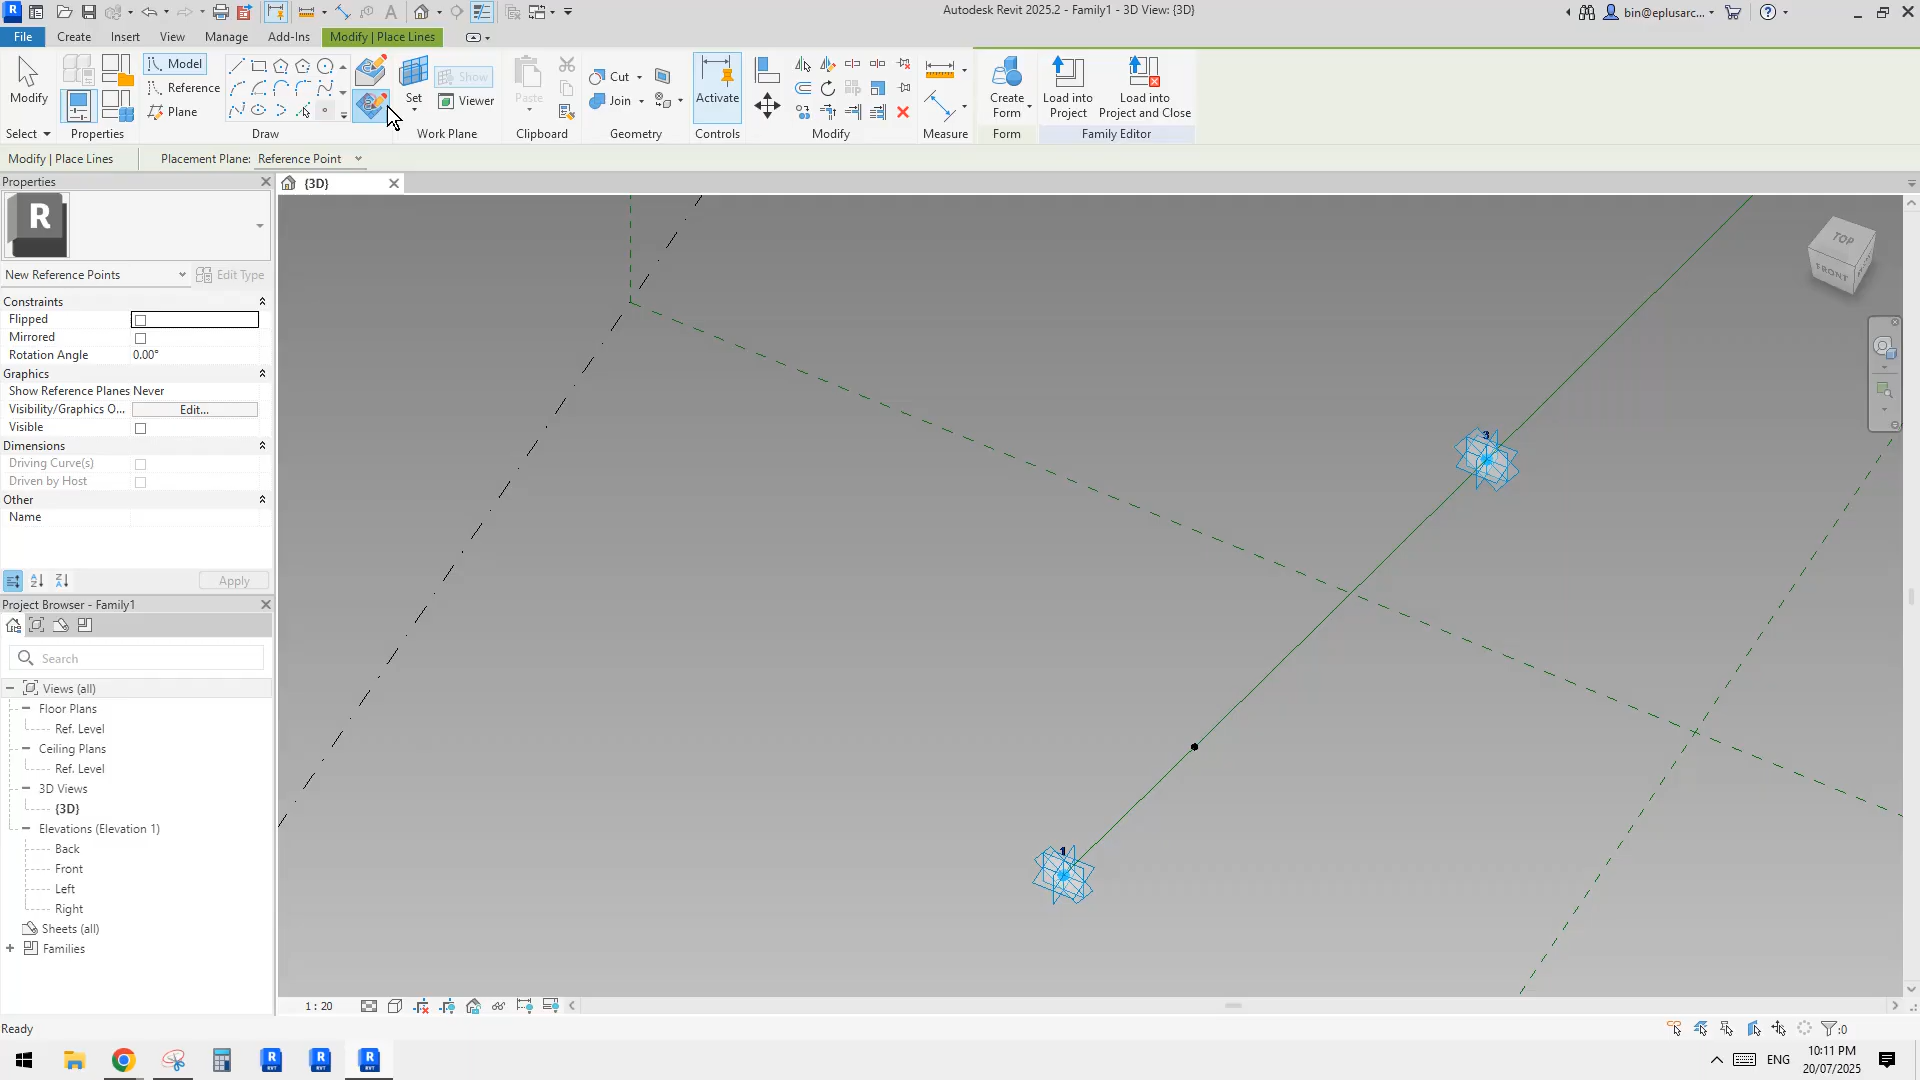 Autodesk Revit 2025.2 - Family1 - 3D View: {3D}
bin@eplusarc...
File
Create
Insert
View
Manage
Add-Ins
Modify | Place Lines
Modify
Model
Reference
Plane
Set
Show
Viewer
Paste
Cut
Join
Activate
Create Form
Load into Project
Load into Project and Close
Select
Properties
Draw
Work Plane
Clipboard
Geometry
Controls
Modify
Measure
Form
Family Editor
Modify | Place Lines
Placement Plane: Reference Point
Properties
{3D}
R
New Reference Points
Edit Type
Constraints
Flipped
Mirrored
Rotation Angle 0.00°
Graphics
Show Reference Planes Never
Visibility/Graphics O... Edit...
Visible
Dimensions
Driving Curve(s)
Driven by Host
Other
Name
Apply
Project Browser - Family1
Search
Views (all)
Floor Plans
Ref. Level
Ceiling Plans
Ref. Level
3D Views
{3D}
Elevations (Elevation 1)
Back
Front
Left
Right
Sheets (all)
Families
TOP
FRONT
3
1
1 : 20
Ready
:0
ENG
10:11 PM
20/07/2025